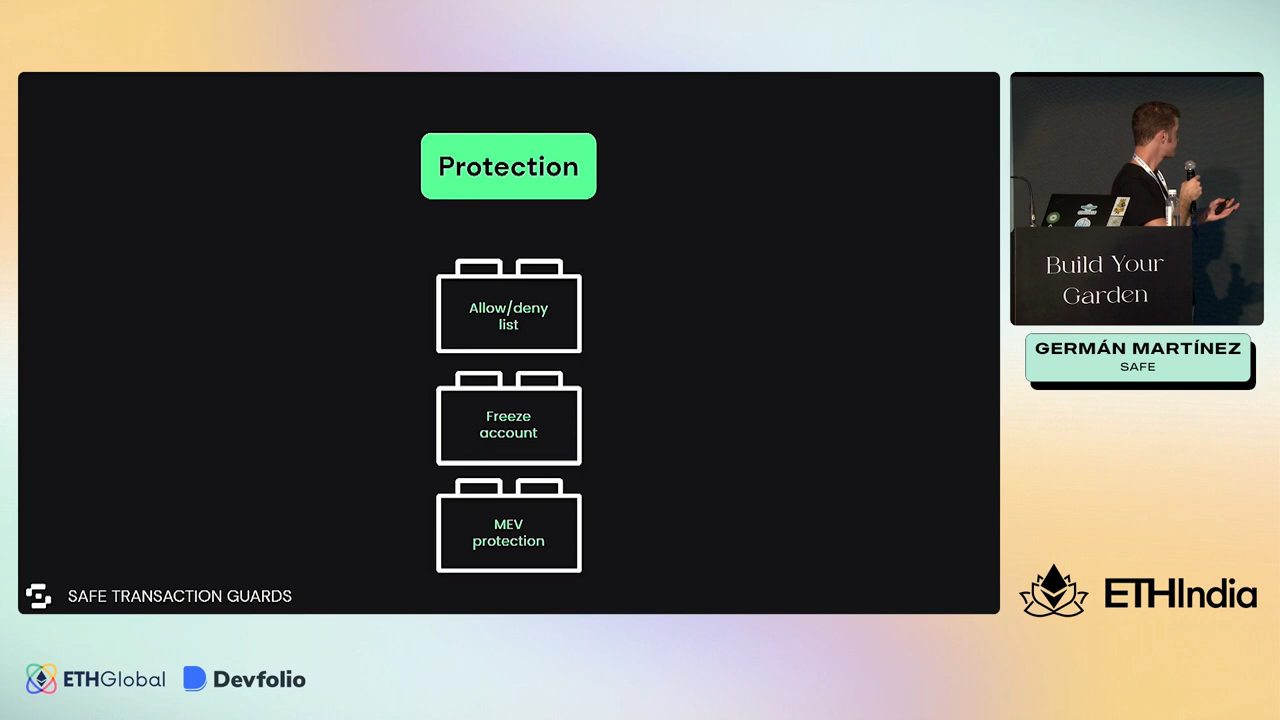 Protection
Allow/deny
list
Freeze
account
MEV
protection
SAFE TRANSACTION GUARDS
Build Your
Garden
GERMÁN MARTÍNEZ
SAFE
ETHIndia
ETHGlobal
Devfolio